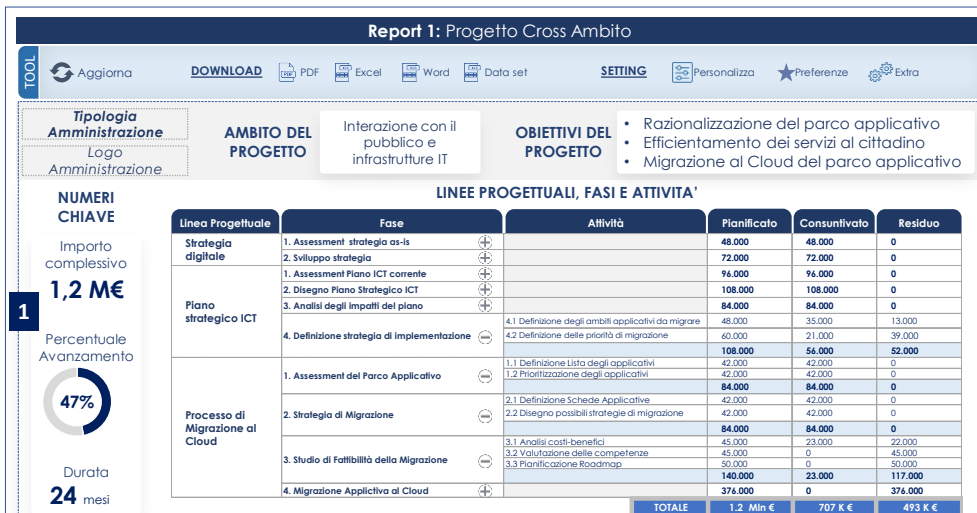 Report 1: Progetto Cross Ambito
TOOL
Aggiorna DOWNLOAD PDF Excel Word Data set SETTING Personalizza Preferenze Extra
Tipologia
Amministrazione
Logo
Amministrazione
AMBITO DEL
PROGETTO
Interazione con il
pubblico e
infrastrutture IT
OBIETTIVI DEL
PROGETTO
• Razionalizzazione del parco applicativo
• Efficientamento dei servizi al cittadino
• Migrazione al Cloud del parco applicativo
NUMERI
CHIAVE
Importo
complessivo
1,2 M€
1
Percentuale
Avanzamento
47%
Durata
24 mesi
LINEE PROGETTUALI, FASI E ATTIVITA'
Linea Progettuale Fase Attività Pianificato Consuntivato Residuo
Strategia
digitale
1. Assessment strategia as-is 48.000 48.000 0
2. Sviluppo strategia 72.000 72.000 0
Piano
strategico ICT
1. Assessment Piano ICT corrente 96.000 96.000 0
2. Disegno Piano Strategico ICT 108.000 108.000 0
3. Analisi degli impatti del piano 84.000 84.000 0
4. Definizione strategia di implementazione
4.1 Definizione degli ambiti applicativi da migrare 48.000 35.000 13.000
4.2 Definizione delle priorità di migrazione 60.000 21.000 39.000
108.000 56.000 52.000
Processo di
Migrazione al
Cloud
1. Assessment del Parco Applicativo
1.1 Definizione Lista degli applicativi 42.000 42.000 0
1.2 Prioritizzazione degli applicativi 42.000 42.000 0
84.000 84.000 0
2. Strategia di Migrazione
2.1 Definizione Schede Applicative 42.000 42.000 0
2.2 Disegno possibili strategie di migrazione 42.000 42.000 0
84.000 84.000 0
3. Studio di Fattibilità della Migrazione
3.1 Analisi costi-benefici 45.000 23.000 22.000
3.2 Valutazione delle competenze 45.000 0 45.000
3.3 Pianificazione Roadmap 50.000 0 50.000
140.000 23.000 117.000
4. Migrazione Applictiva al Cloud 376.000 0 376.000
TOTALE 1.2 Mln € 707 K € 493 K €